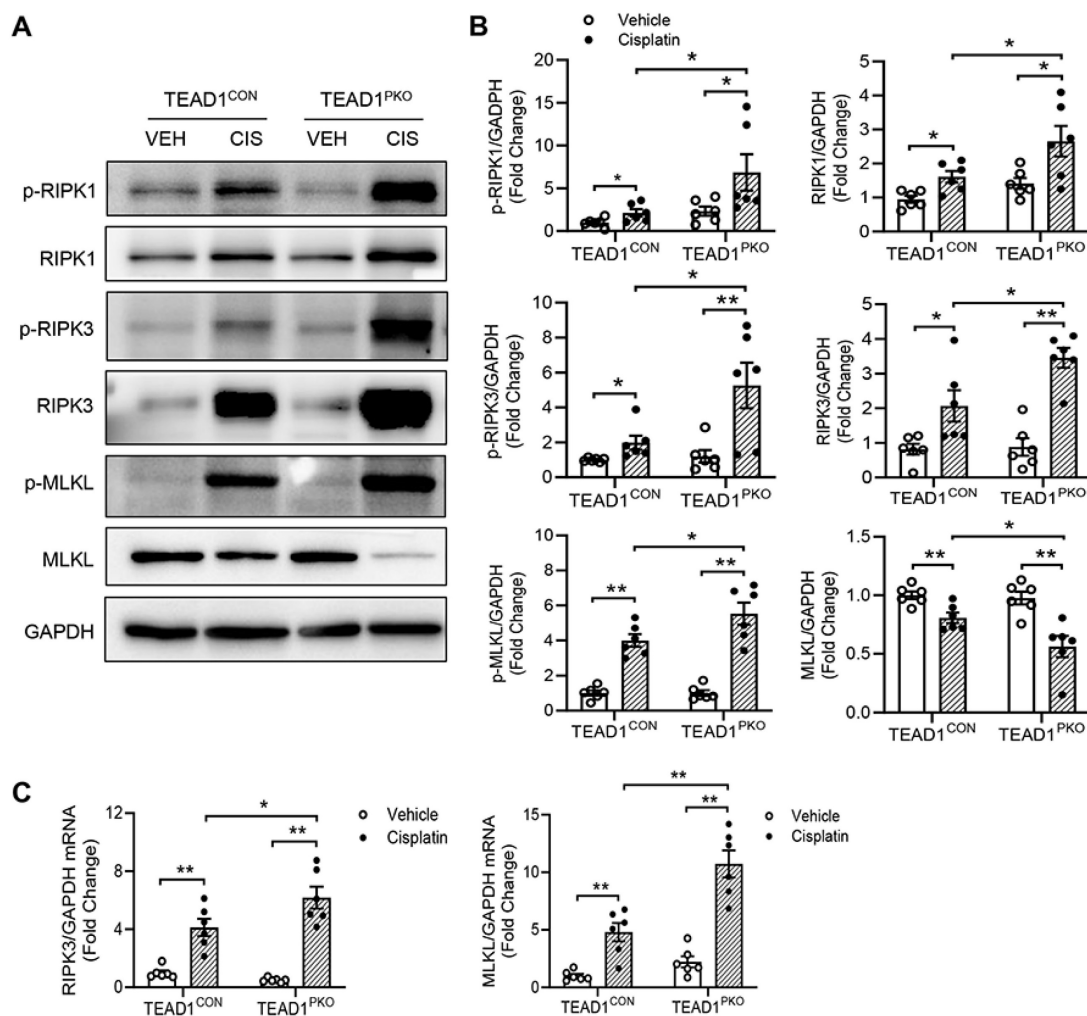 A
TEAD1CON TEAD1PKO
VEH CIS VEH CIS
p-RIPK1
RIPK1
p-RIPK3
RIPK3
p-MLKL
MLKL
GAPDH
B
Vehicle
Cisplatin
p-RIPK1/GADPH
(Fold Change)
20
15
10
5
0
*
*
*
TEAD1CON TEAD1PKO
RIPK1/GAPDH
(Fold Change)
5
4
3
2
1
0
*
*
*
TEAD1CON TEAD1PKO
p-RIPK3/GAPDH
(Fold Change)
10
8
6
4
2
0
*
**
*
TEAD1CON TEAD1PKO
RIPK3/GAPDH
(Fold Change)
5
4
3
2
1
0
*
**
*
TEAD1CON TEAD1PKO
p-MLKL/GAPDH
(Fold Change)
10
8
6
4
2
0
*
**
**
TEAD1CON TEAD1PKO
MLKL/GAPDH
(Fold Change)
1.5
1.0
0.5
0.0
*
**
**
TEAD1CON TEAD1PKO
C
RIPK3/GAPDH mRNA
(Fold Change)
12
8
4
0
*
**
**
TEAD1CON TEAD1PKO
Vehicle
Cisplatin
MLKL/GAPDH mRNA
(Fold Change)
15
10
5
0
**
**
**
TEAD1CON TEAD1PKO
Vehicle
Cisplatin